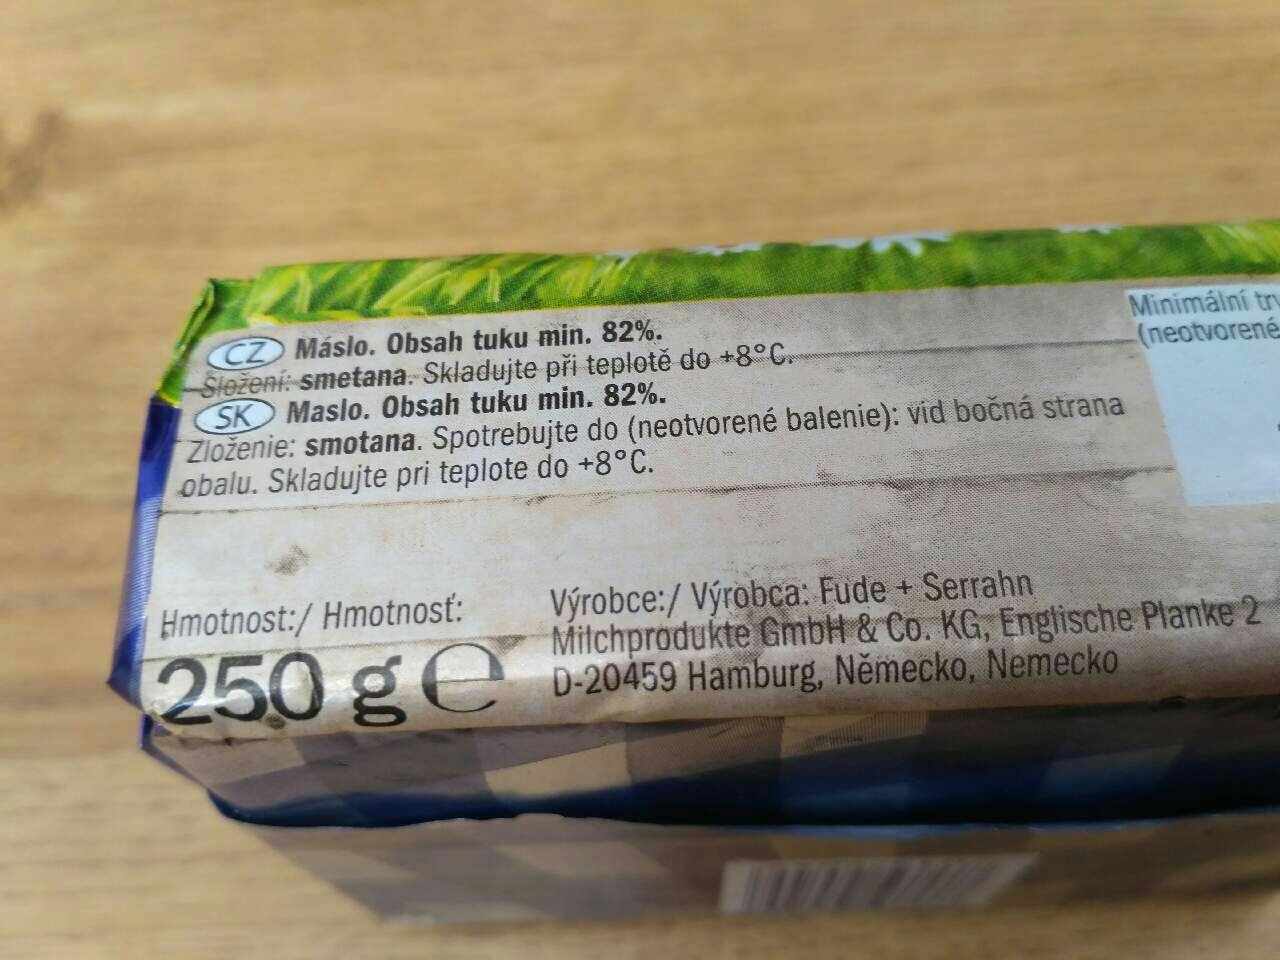 CZ Máslo. Obsah tuku min. 82%.
Složení: smetana. Skladujte při teplotě do +8°C.
SK Maslo. Obsah tuku min. 82%.
Zloženie: smotana. Spotrebujte do (neotvorené balenie): viď bočná strana
obalu. Skladujte pri teplote do +8°C.
Minimální trv
(neotvorené
Hmotnost:/ Hmotnosť:
250 g e
Výrobce:/ Výrobca: Fude + Serrahn
Milchprodukte GmbH & Co. KG, Englische Planke 2
D-20459 Hamburg, Německo, Nemecko